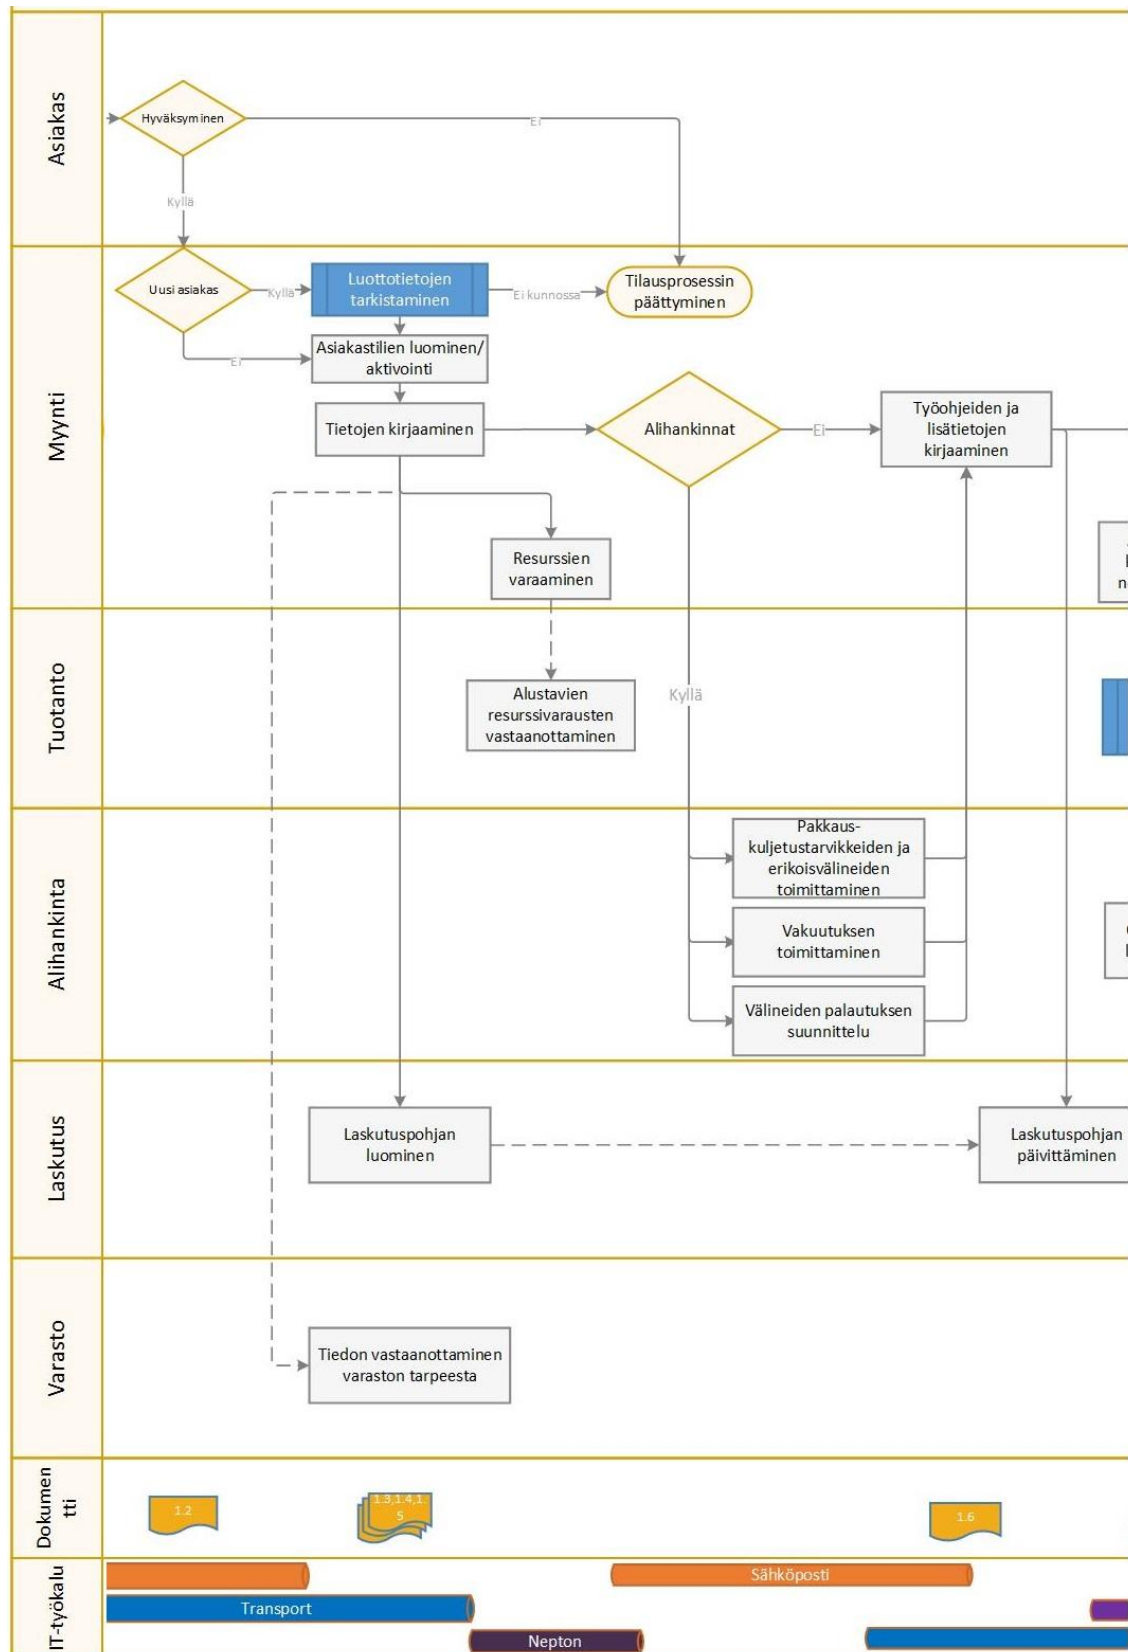 Asiakas
Hyväksyminen
Ei
Kyllä
Myynti
Uusi asiakas
Kyllä
Luottotietojen
tarkistaminen
Ei kunnossa
Tilausprosessin
päättyminen
Ei
Asiakastilien luominen/
aktivointi
Tietojen kirjaaminen
Alihankinnat
Ei
Työohjeiden ja
lisätietojen
kirjaaminen
Resurssien
varaaminen
Tuotanto
Alustavien
resurssivarausten
vastaanottaminen
Kyllä
Alihankinta
Pakkaus-
kuljetustarvikkeiden ja
erikoisvälineiden
toimittaminen
Vakuutuksen
toimittaminen
Välineiden palautuksen
suunnittelu
Laskutus
Laskutuspohjan
luominen
Laskutuspohjan
päivittäminen
Varasto
Tiedon vastaanottaminen
varaston tarpeesta
Dokumen
tti
1.2
1.3,1.4,1.
5
1.6
IT-työkalu
Sähköposti
Transport
Nepton